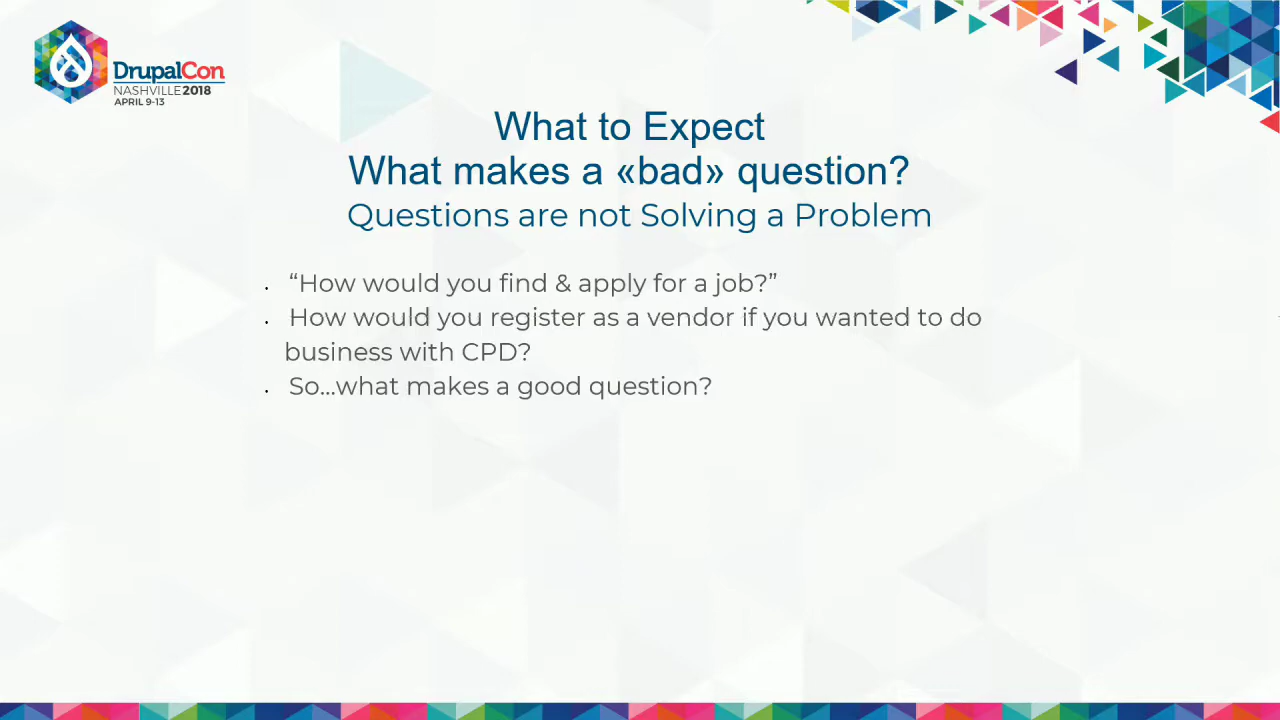 DrupalCon
NASHVILLE 2018
APRIL 9-13
What to Expect
What makes a «bad» question?
Questions are not Solving a Problem
. “How would you find & apply for a job?”
. How would you register as a vendor if you wanted to do
business with CPD?
. So...what makes a good question?